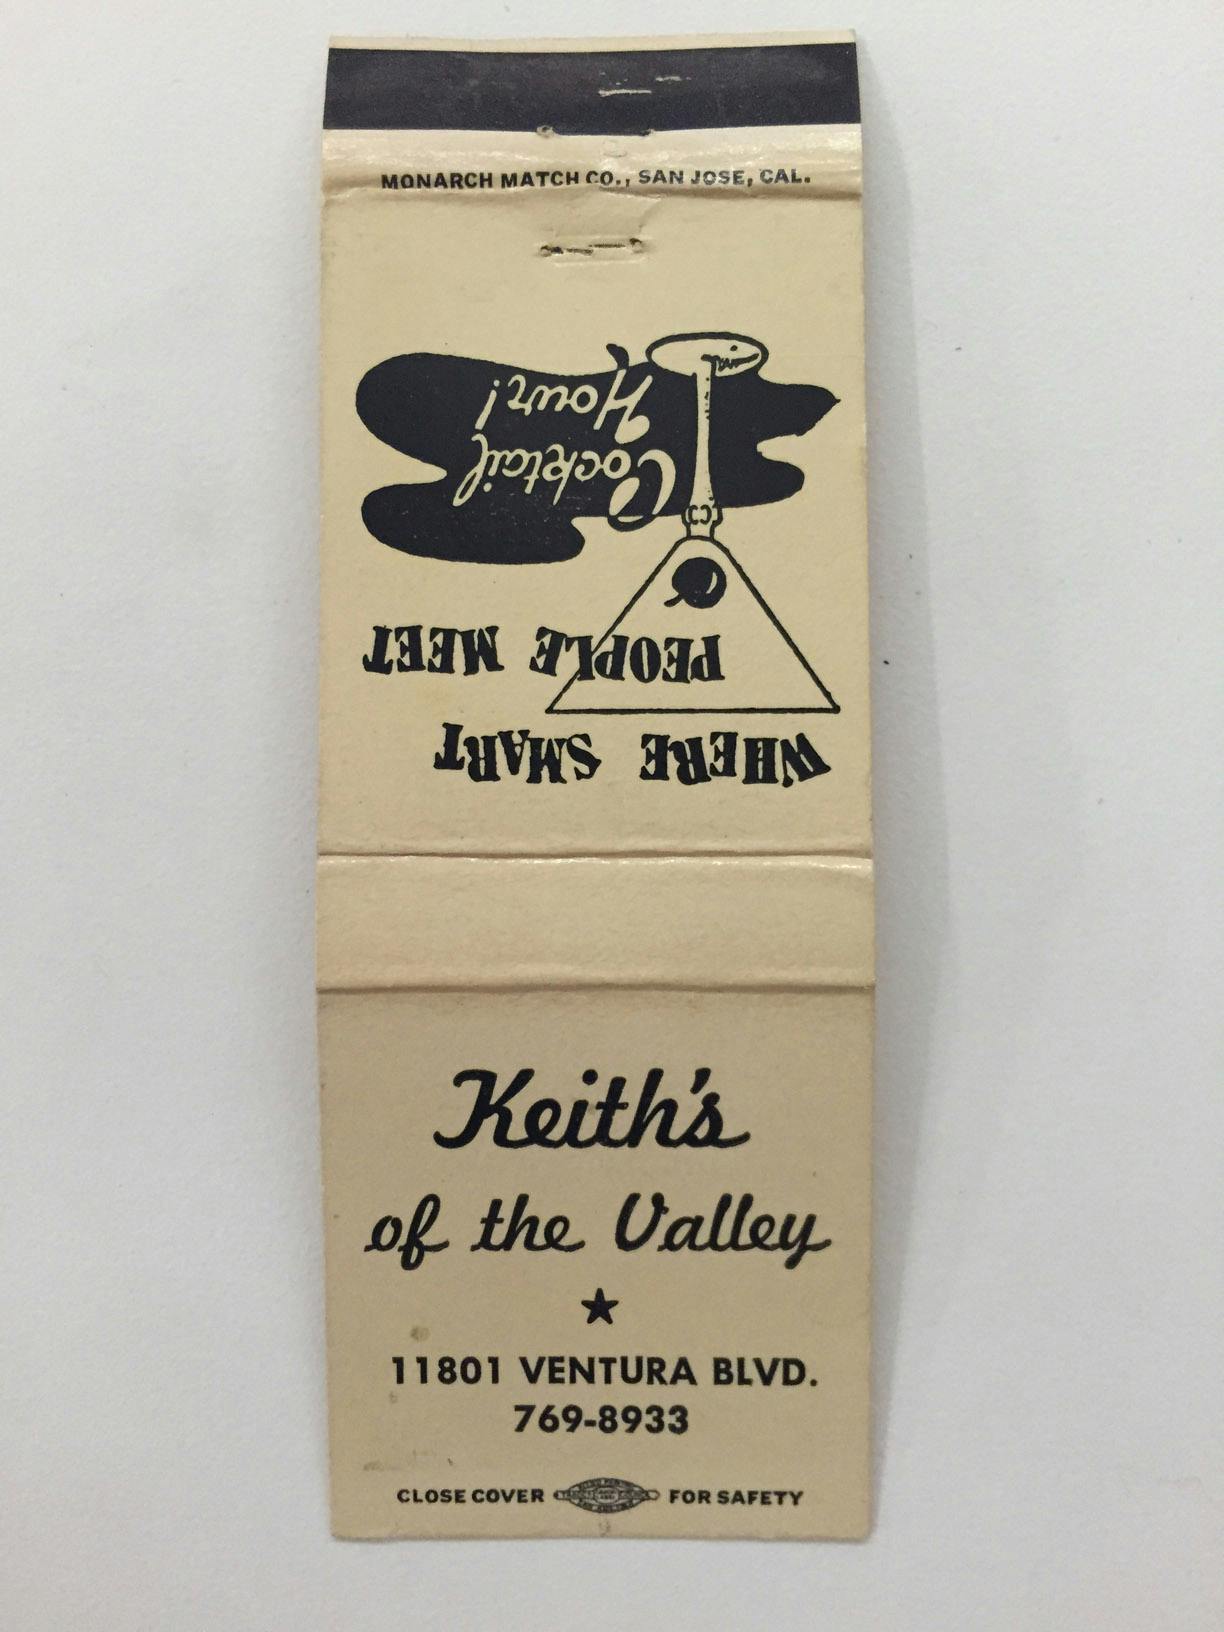 MONARCH MATCH CO., SAN JOSE, CAL.
WHERE SMART
PEOPLE MEET
Cocktail
Hour!
Keith's
of the Valley
11801 VENTURA BLVD.
769-8933
CLOSE COVER FOR SAFETY